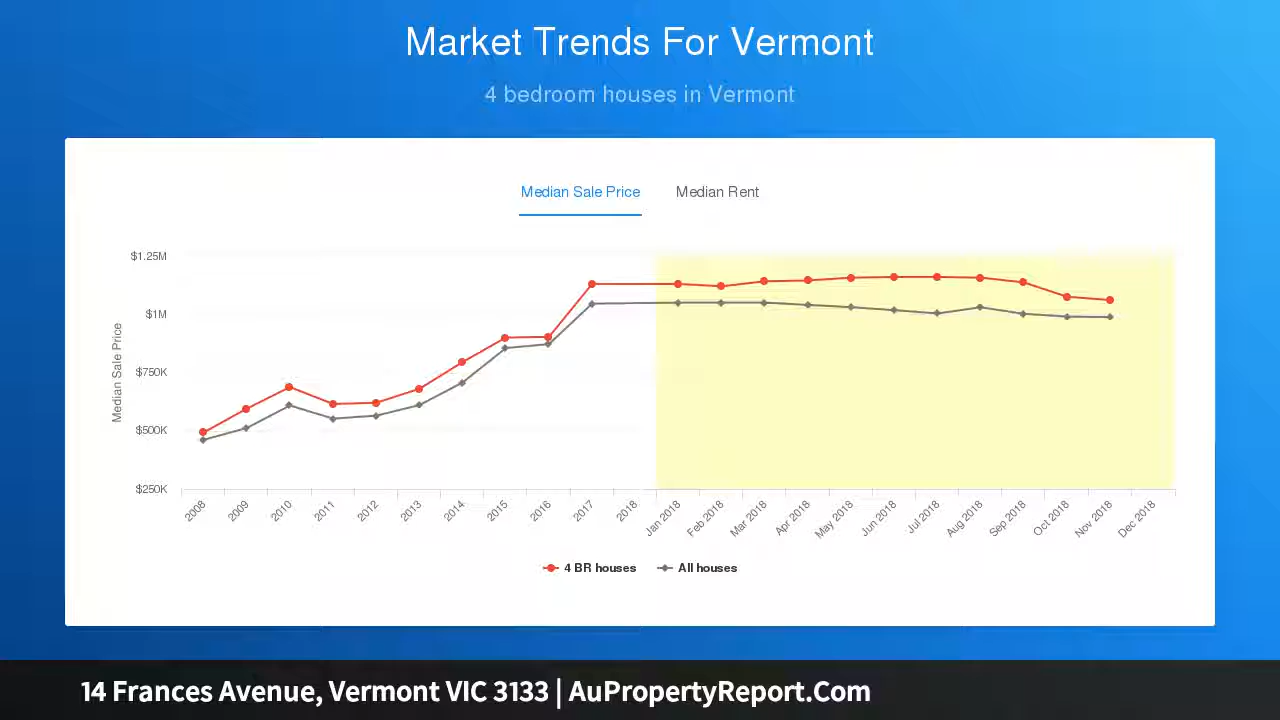 Market Trends For Vermont
4 bedroom houses in Vermont
Median Sale Price Median Rent
Median Sale Price
$1.25M
$1M
$750K
$500K
$250K
2008 2009 2010 2011 2012 2013 2014 2015 2016 2017 2018 Jan 2018 Feb 2018 Mar 2018 Apr 2018 May 2018 Jun 2018 Jul 2018 Aug 2018 Sep 2018 Oct 2018 Nov 2018 Dec 2018
4 BR houses All houses
14 Frances Avenue, Vermont VIC 3133 | AuPropertyReport.Com